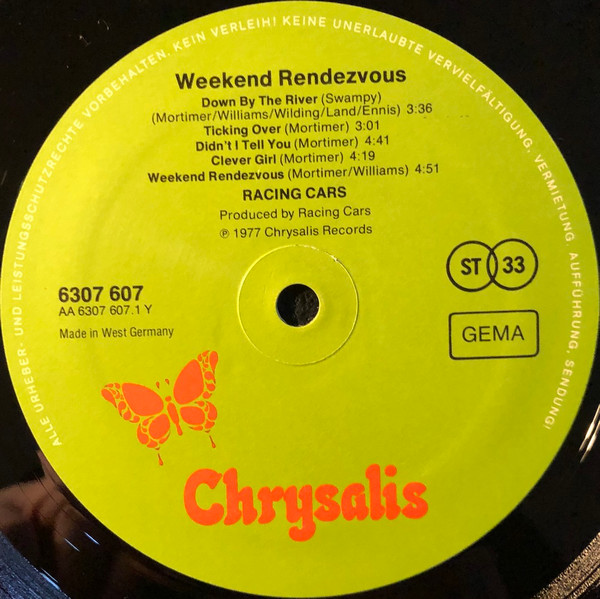 ALLE URHEBER- UND LEISTUNGSSCHUTZRECHTE VORBEHALTEN. KEIN VERLEIH! KEINE UNERLAUBTE VERVIELFÄLTIGUNG, VERMIETUNG, AUFFÜHRUNG, SENDUNG!
Weekend Rendezvous
Down By The River (Swampy)
(Mortimer/Williams/Wilding/Land/Ennis) 3:36
Ticking Over (Mortimer) 3:01
Didn't I Tell You (Mortimer) 4:41
Clever Girl (Mortimer) 4:19
Weekend Rendezvous (Mortimer/Williams) 4:51
RACING CARS
Produced by Racing Cars
℗ 1977 Chrysalis Records
ST 33
6307 607
AA 6307 607.1 Y
GEMA
Made in West Germany
Chrysalis